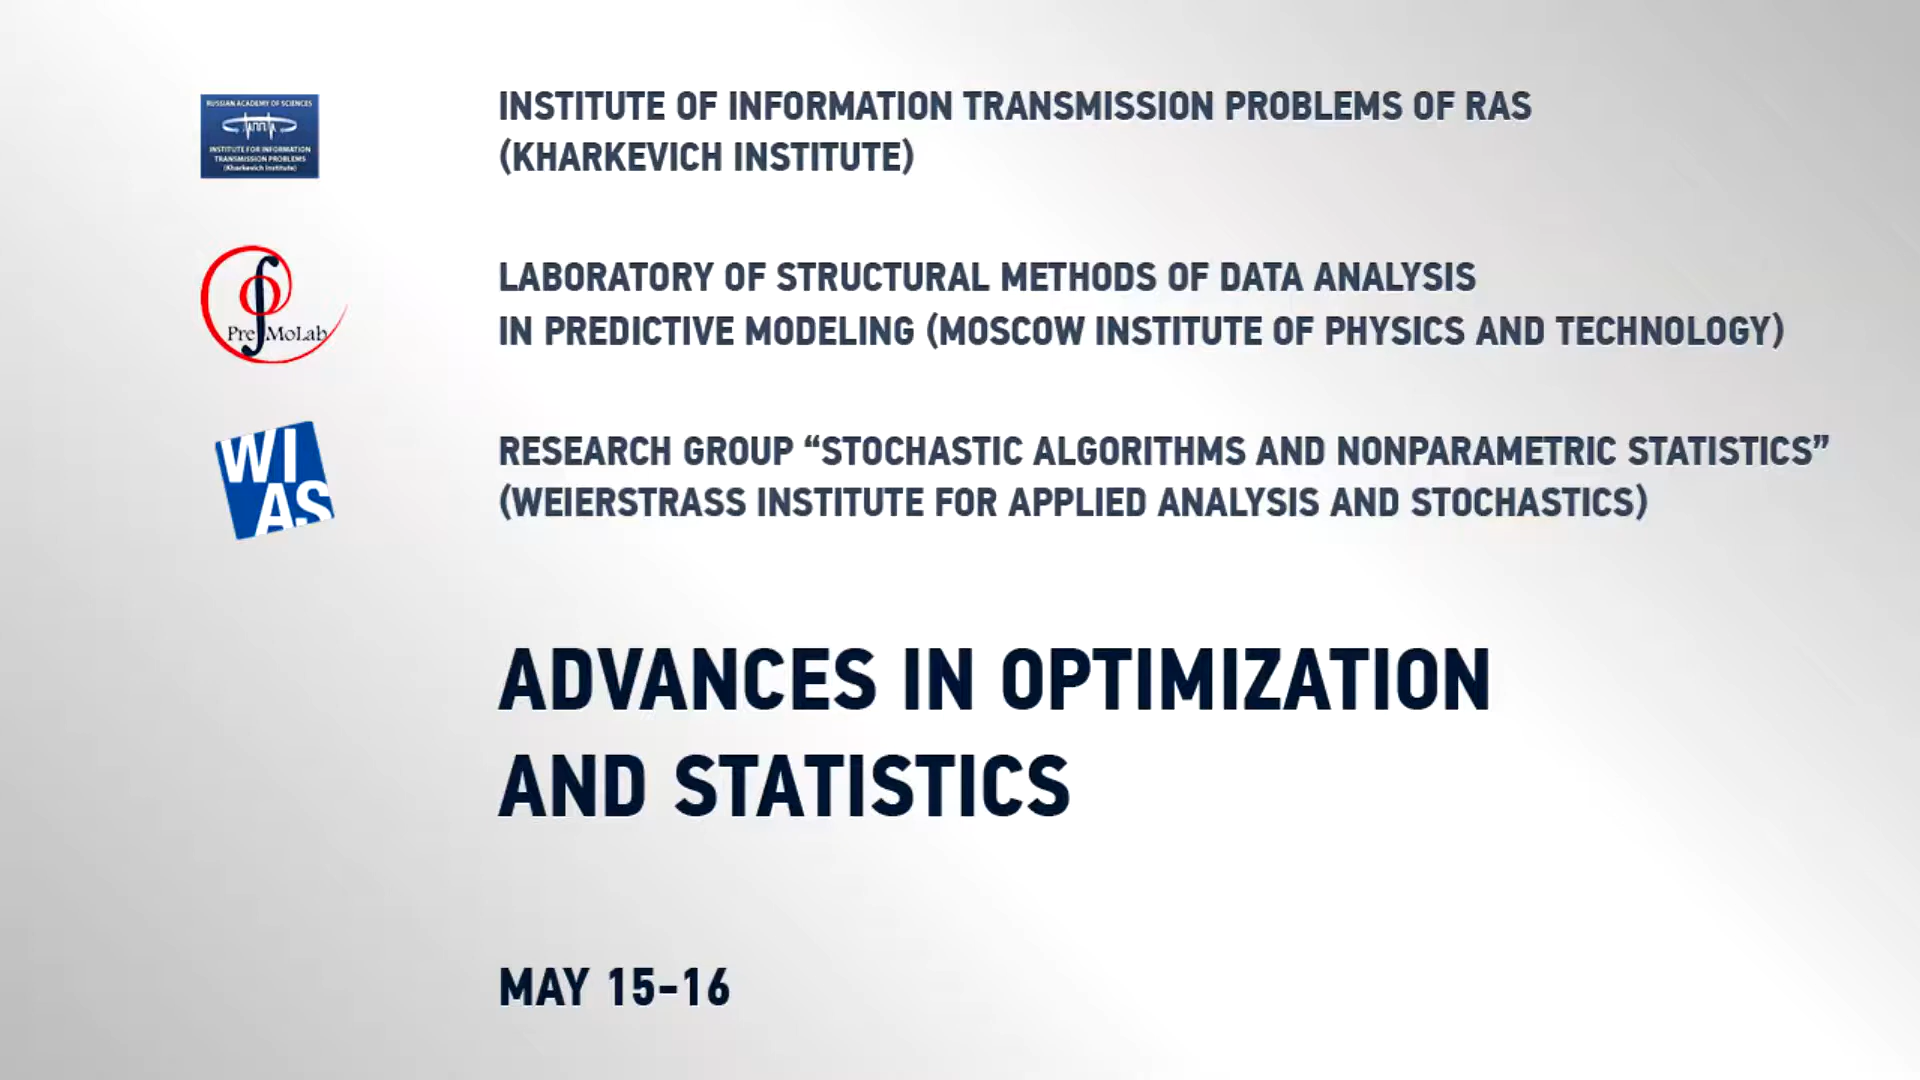 RUSSIAN ACADEMY OF SCIENCES
INSTITUTE FOR INFORMATION
TRANSMISSION PROBLEMS
(Kharkevich Institute)
INSTITUTE OF INFORMATION TRANSMISSION PROBLEMS OF RAS
(KHARKEVICH INSTITUTE)
PreMoLab
LABORATORY OF STRUCTURAL METHODS OF DATA ANALYSIS
IN PREDICTIVE MODELING (MOSCOW INSTITUTE OF PHYSICS AND TECHNOLOGY)
WI
AS
RESEARCH GROUP “STOCHASTIC ALGORITHMS AND NONPARAMETRIC STATISTICS”
(WEIERSTRASS INSTITUTE FOR APPLIED ANALYSIS AND STOCHASTICS)
ADVANCES IN OPTIMIZATION
AND STATISTICS
MAY 15-16